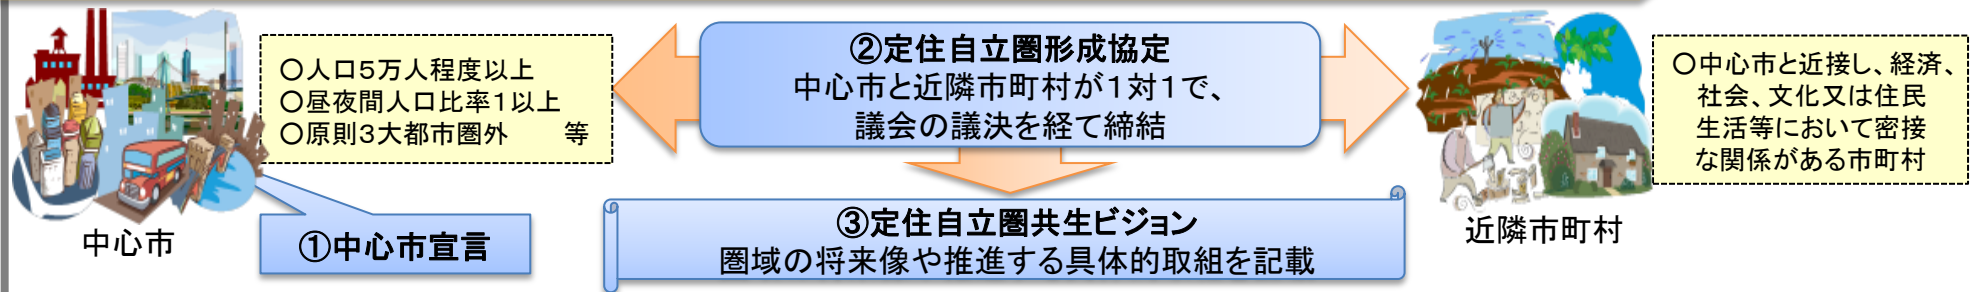 〇人口5万人程度以上
〇昼夜間人口比率1以上
〇原則3大都市圏外　　等
中心市
①中心市宣言
②定住自立圏形成協定
中心市と近隣市町村が1対1で、
議会の議決を経て締結
③定住自立圏共生ビジョン
圏域の将来像や推進する具体的取組を記載
〇中心市と近接し、経済、
社会、文化又は住民
生活等において密接
な関係がある市町村
近隣市町村